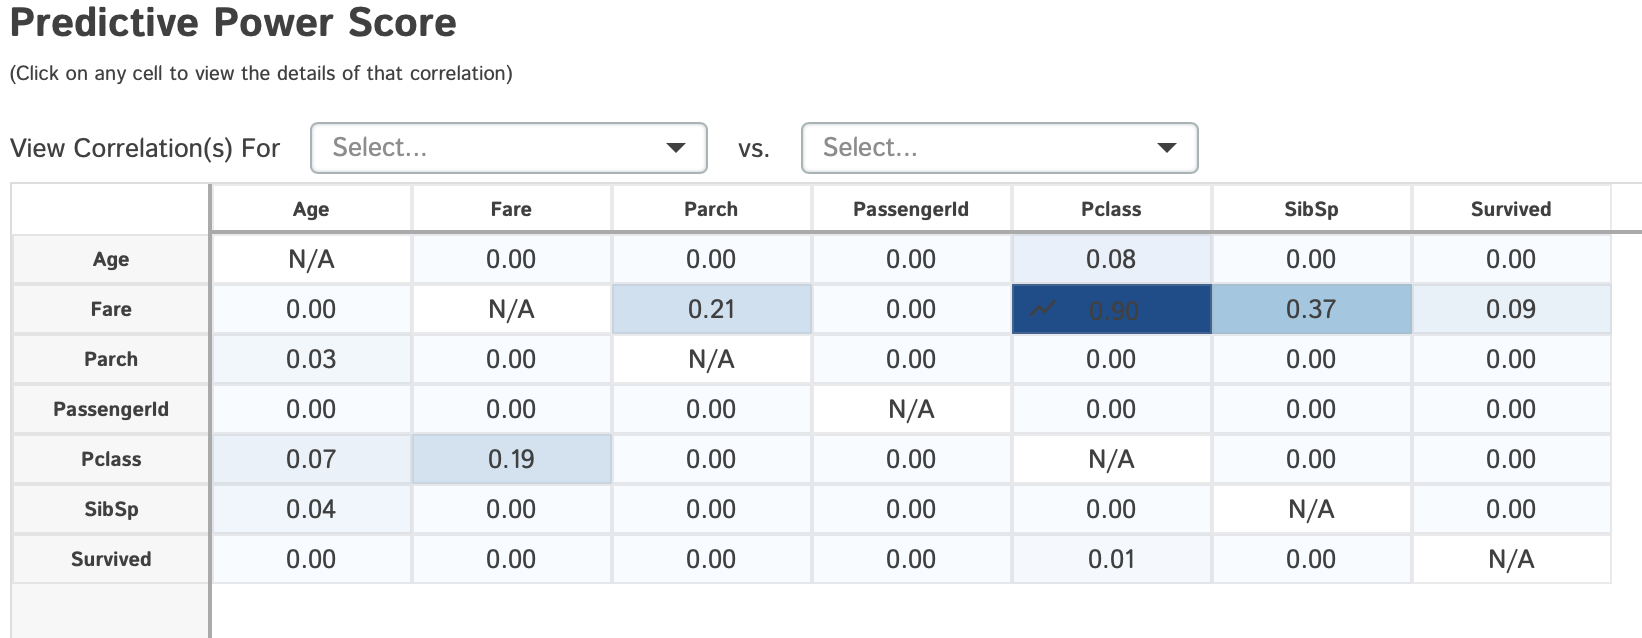 Predictive Power Score
(Click on any cell to view the details of that correlation)
View Correlation(s) For Select... vs. Select...
Age Fare Parch PassengerId Pclass SibSp Survived
Age N/A 0.00 0.00 0.00 0.08 0.00 0.00
Fare 0.00 N/A 0.21 0.00 0.90 0.37 0.09
Parch 0.03 0.00 N/A 0.00 0.00 0.00 0.00
PassengerId 0.00 0.00 0.00 N/A 0.00 0.00 0.00
Pclass 0.07 0.19 0.00 0.00 N/A 0.00 0.00
SibSp 0.04 0.00 0.00 0.00 0.00 N/A 0.00
Survived 0.00 0.00 0.00 0.00 0.01 0.00 N/A